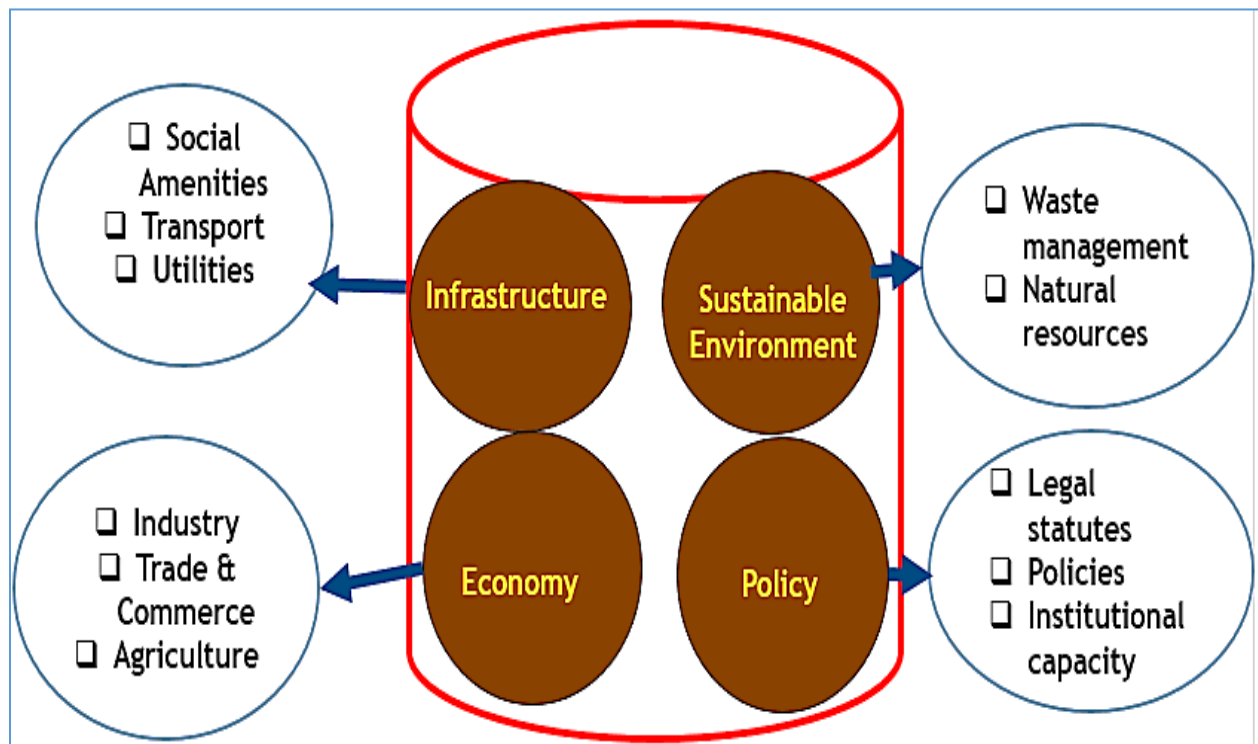 ❑ Social
Amenities
❑ Transport
❑ Utilities
Infrastructure
Sustainable
Environment
❑ Waste
management
❑ Natural
resources
❑ Industry
❑ Trade &
Commerce
❑ Agriculture
Economy
Policy
❑ Legal
statutes
❑ Policies
❑ Institutional
capacity